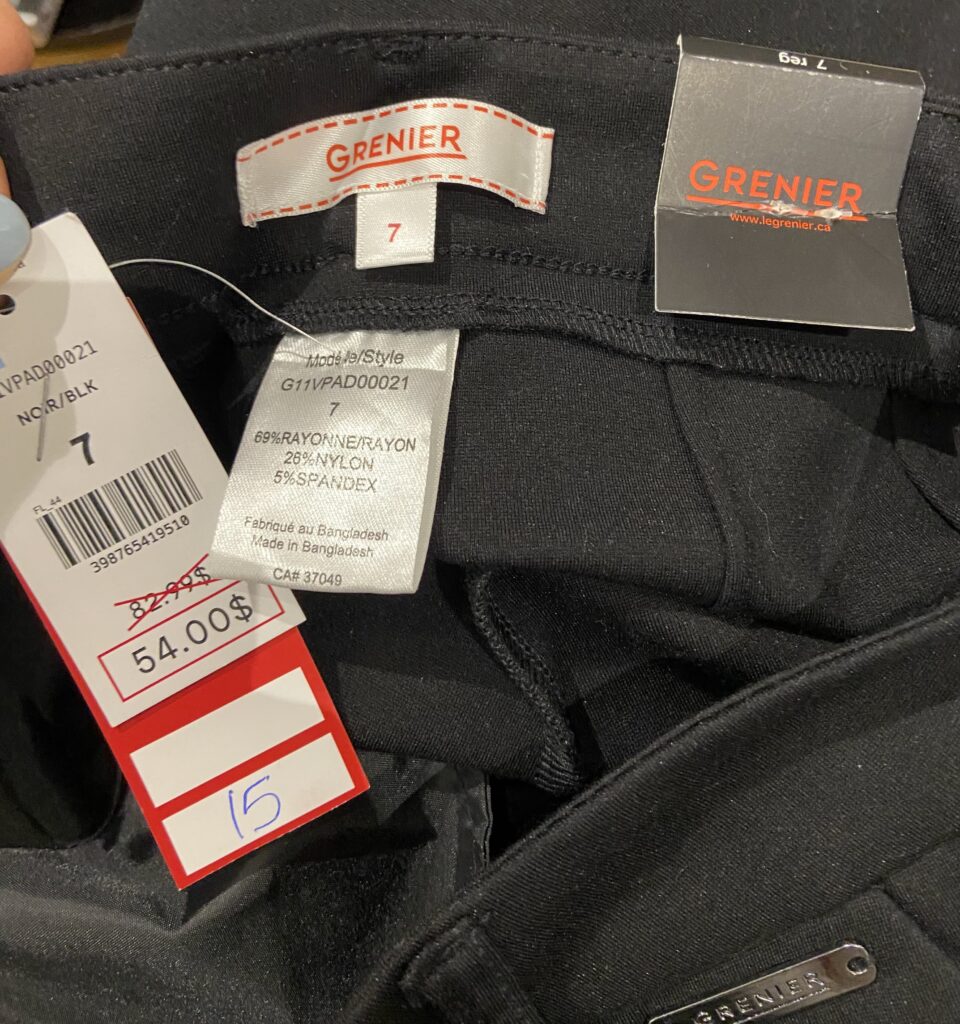 7 reg
GRENIER
www.legrenier.ca
GRENIER
7
Modèle/Style
G11VPAD00021
7
69%RAYONNE/RAYON
26%NYLON
5%SPANDEX
Fabriqué au Bangladesh
Made in Bangladesh
CA# 37049
1VPAD00021
NOIR/BLK
7
FL_44
398765419510
82.99$
54.00$
15
GRENIER